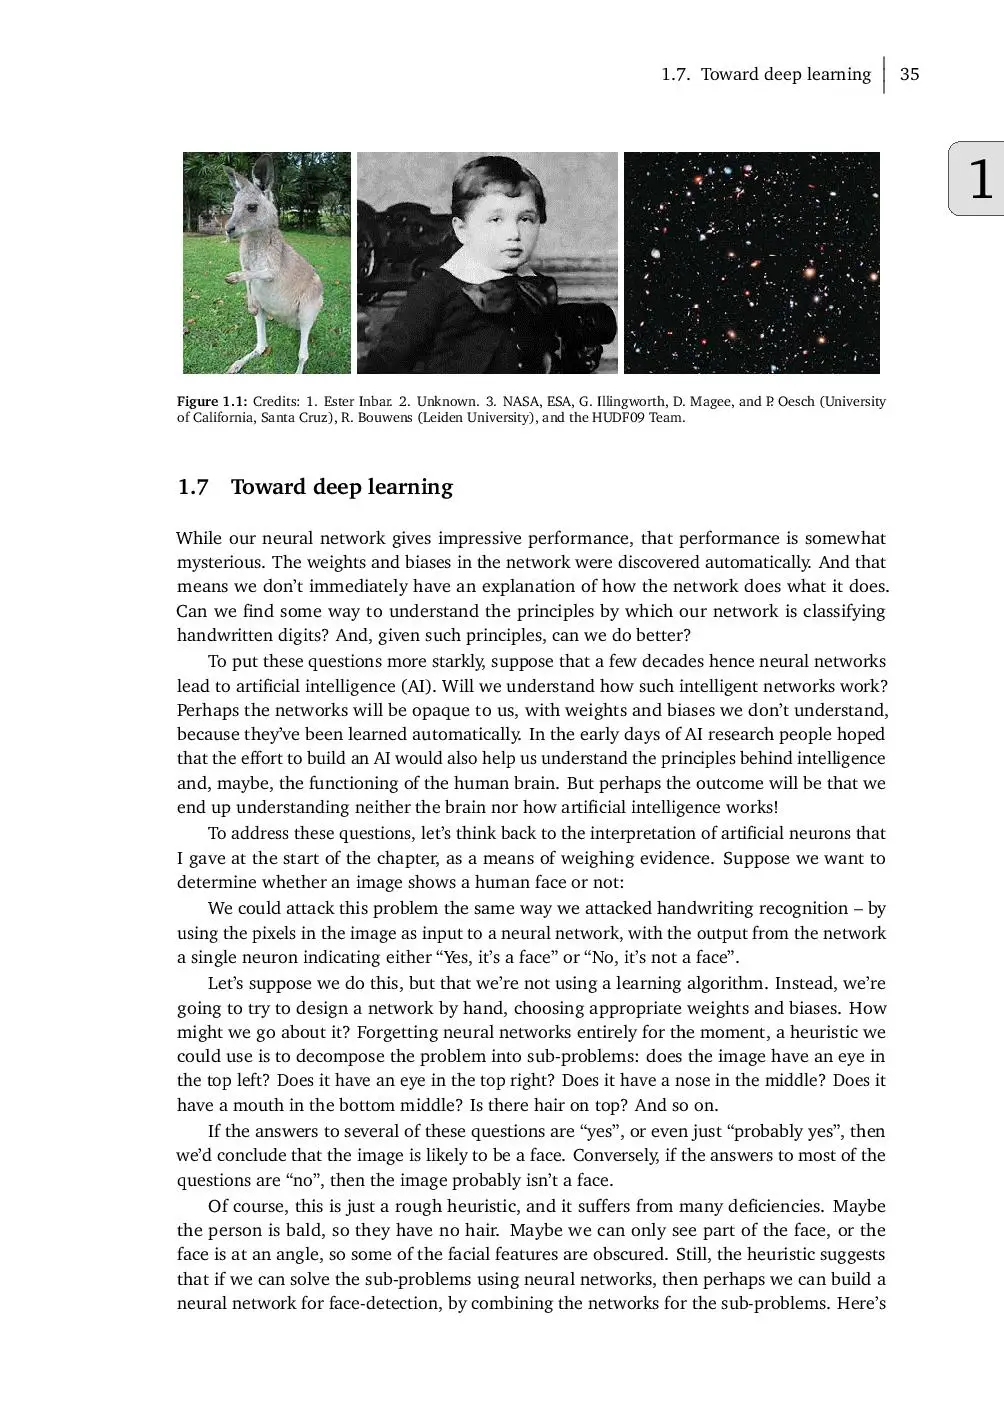 1.7. Toward deep learning 35
1
Figure 1.1: Credits: 1. Ester Inbar. 2. Unknown. 3. NASA, ESA, G. Illingworth, D. Magee, and P. Oesch (University
of California, Santa Cruz), R. Bouwens (Leiden University), and the HUDF09 Team.
1.7 Toward deep learning
While our neural network gives impressive performance, that performance is somewhat
mysterious. The weights and biases in the network were discovered automatically. And that
means we don’t immediately have an explanation of how the network does what it does.
Can we find some way to understand the principles by which our network is classifying
handwritten digits? And, given such principles, can we do better?
To put these questions more starkly, suppose that a few decades hence neural networks
lead to artificial intelligence (AI). Will we understand how such intelligent networks work?
Perhaps the networks will be opaque to us, with weights and biases we don’t understand,
because they’ve been learned automatically. In the early days of AI research people hoped
that the effort to build an AI would also help us understand the principles behind intelligence
and, maybe, the functioning of the human brain. But perhaps the outcome will be that we
end up understanding neither the brain nor how artificial intelligence works!
To address these questions, let’s think back to the interpretation of artificial neurons that
I gave at the start of the chapter, as a means of weighing evidence. Suppose we want to
determine whether an image shows a human face or not:
We could attack this problem the same way we attacked handwriting recognition – by
using the pixels in the image as input to a neural network, with the output from the network
a single neuron indicating either “Yes, it’s a face” or “No, it’s not a face”.
Let’s suppose we do this, but that we’re not using a learning algorithm. Instead, we’re
going to try to design a network by hand, choosing appropriate weights and biases. How
might we go about it? Forgetting neural networks entirely for the moment, a heuristic we
could use is to decompose the problem into sub-problems: does the image have an eye in
the top left? Does it have an eye in the top right? Does it have a nose in the middle? Does it
have a mouth in the bottom middle? Is there hair on top? And so on.
If the answers to several of these questions are “yes”, or even just “probably yes”, then
we’d conclude that the image is likely to be a face. Conversely, if the answers to most of the
questions are “no”, then the image probably isn’t a face.
Of course, this is just a rough heuristic, and it suffers from many deficiencies. Maybe
the person is bald, so they have no hair. Maybe we can only see part of the face, or the
face is at an angle, so some of the facial features are obscured. Still, the heuristic suggests
that if we can solve the sub-problems using neural networks, then perhaps we can build a
neural network for face-detection, by combining the networks for the sub-problems. Here’s